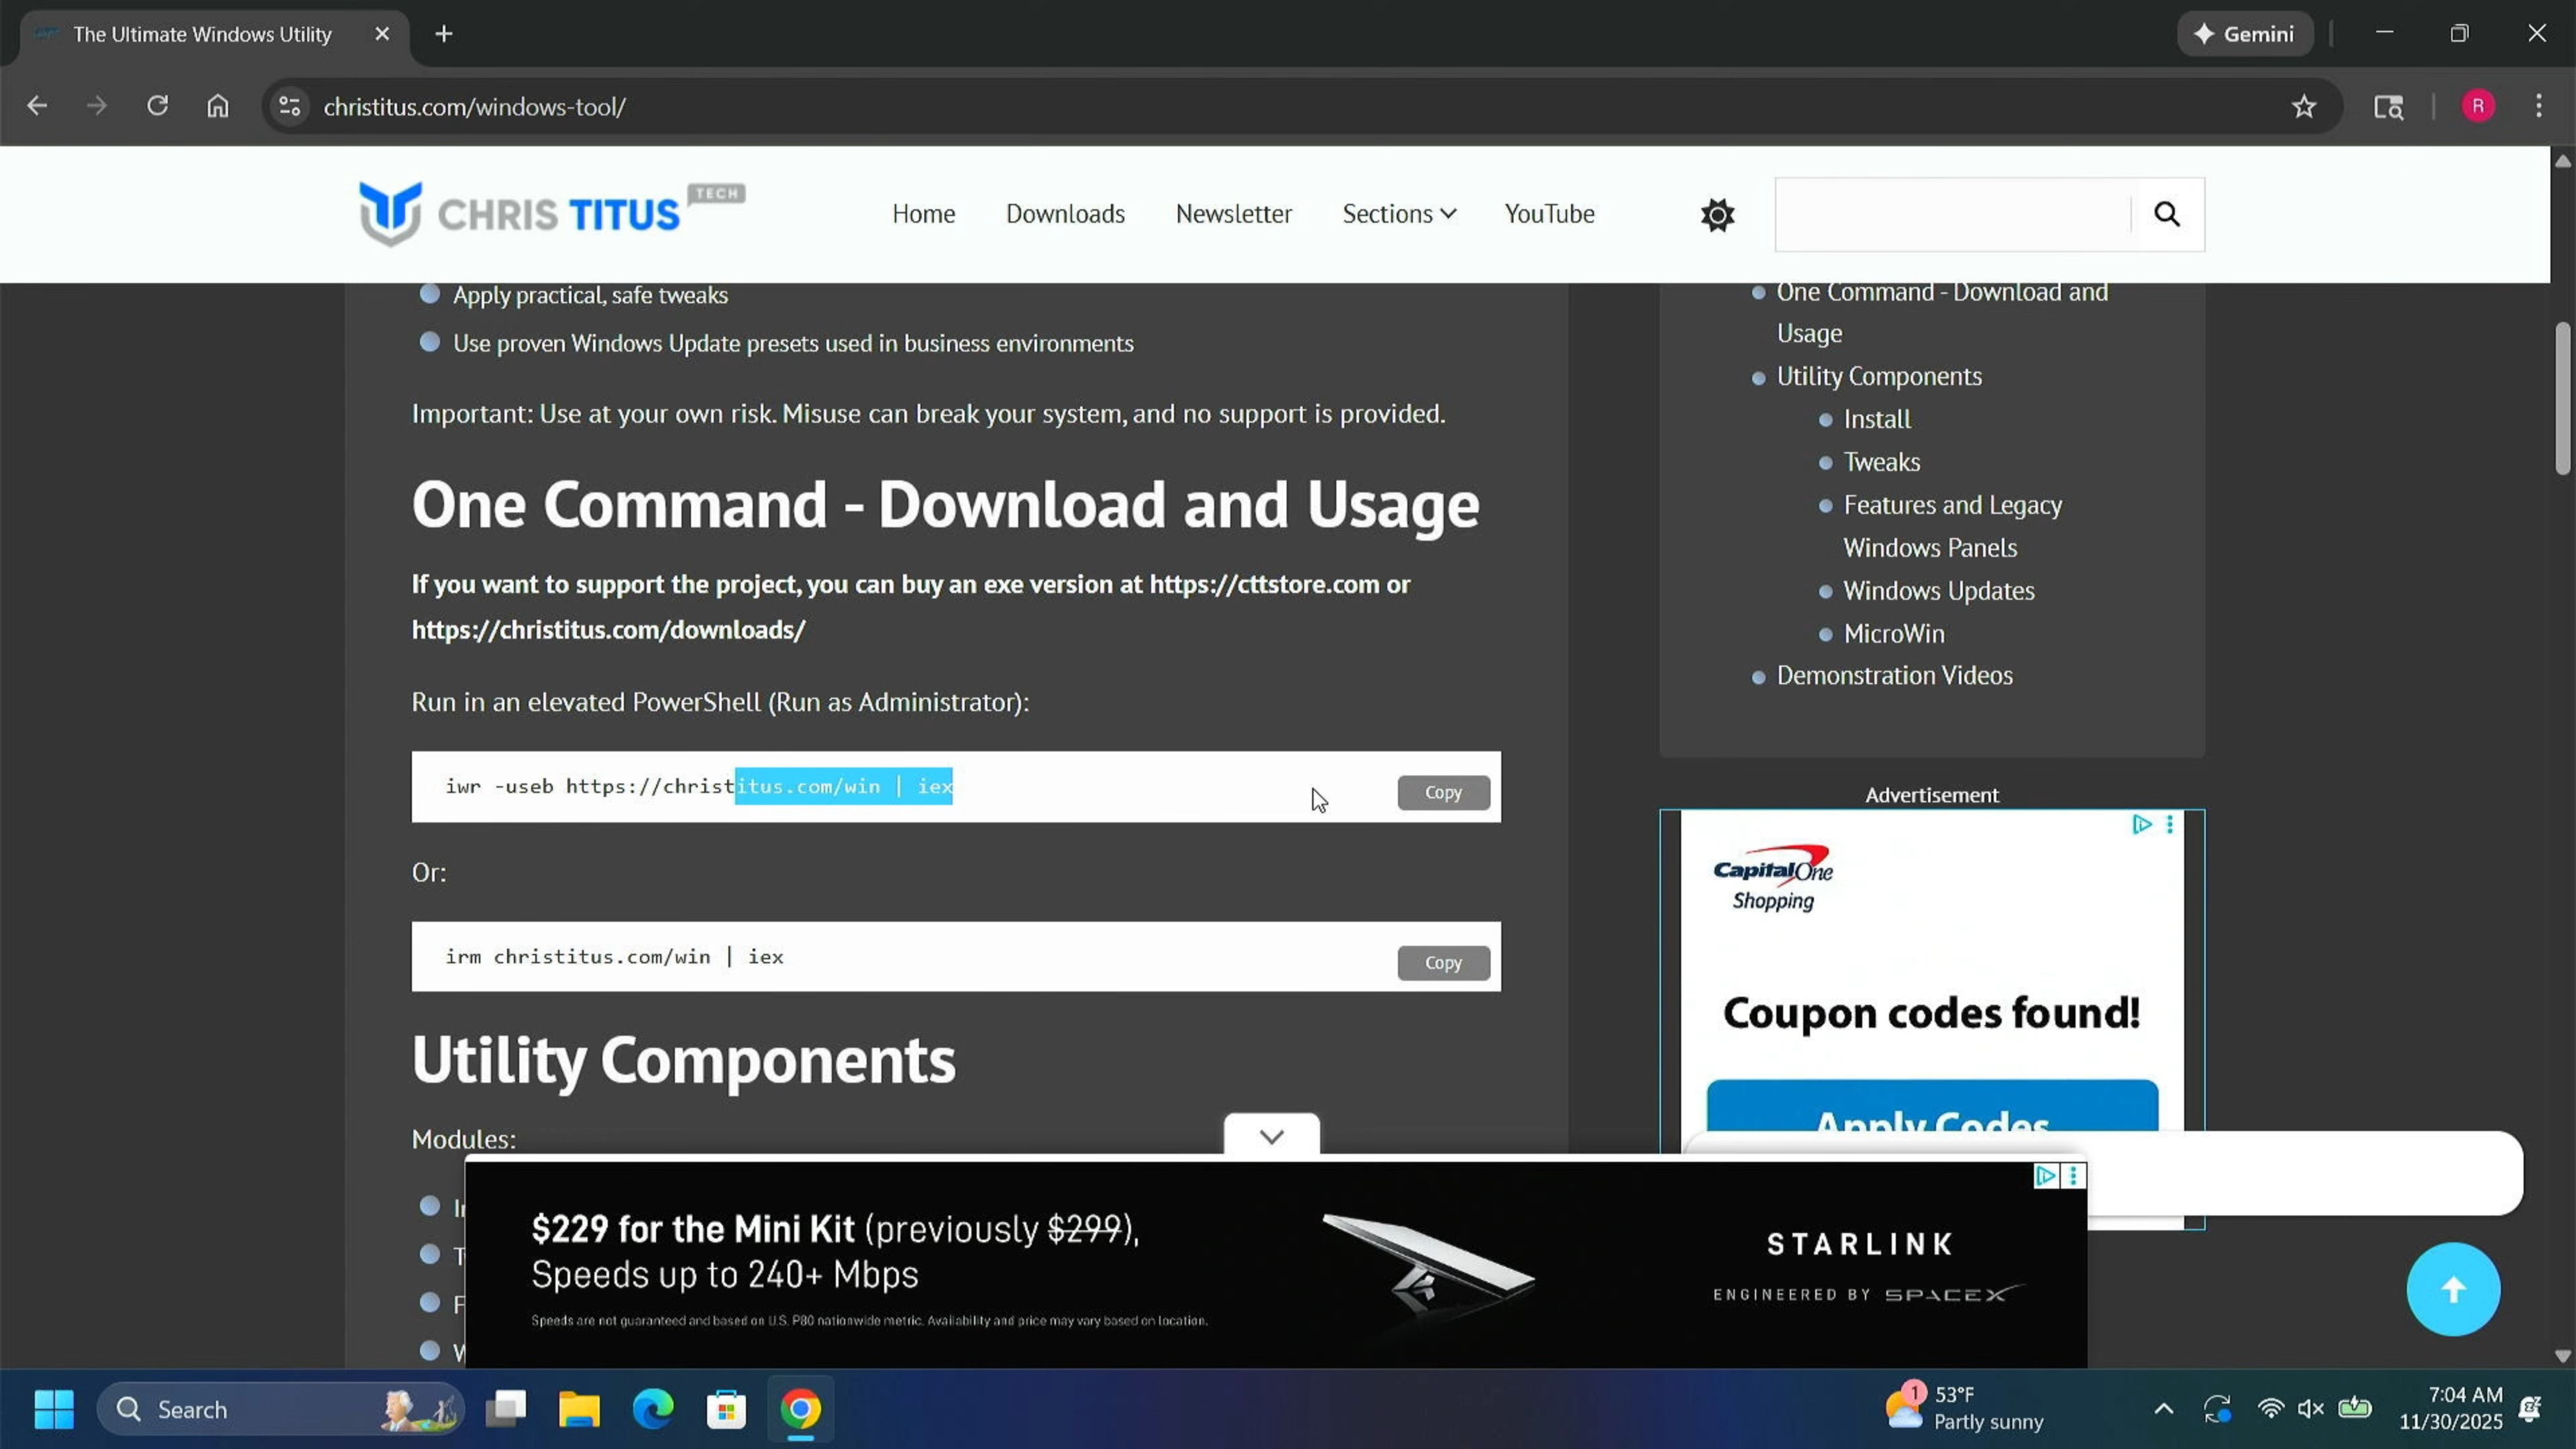 The Ultimate Windows Utility
Gemini
christitus.com/windows-tool/
R
CHRIS TITUS TECH
Home
Downloads
Newsletter
Sections
YouTube
Apply practical, safe tweaks
Use proven Windows Update presets used in business environments
Important: Use at your own risk. Misuse can break your system, and no support is provided.
One Command - Download and Usage
If you want to support the project, you can buy an exe version at https://cttstore.com or
https://christitus.com/downloads/
Run in an elevated PowerShell (Run as Administrator):
iwr -useb https://christitus.com/win | iex
Copy
Or:
irm christitus.com/win | iex
Copy
Utility Components
Modules:
One Command - Download and
Usage
Utility Components
Install
Tweaks
Features and Legacy
Windows Panels
Windows Updates
MicroWin
Demonstration Videos
Advertisement
CapitalOne
Shopping
Coupon codes found!
Apply Codes
$229 for the Mini Kit (previously $299),
Speeds up to 240+ Mbps
Speeds are not guaranteed and based on U.S. P80 nationwide metric. Availability and price may vary based on location.
STARLINK
ENGINEERED BY SPACEX
Search
1
53°F
Partly sunny
7:04 AM
11/30/2025